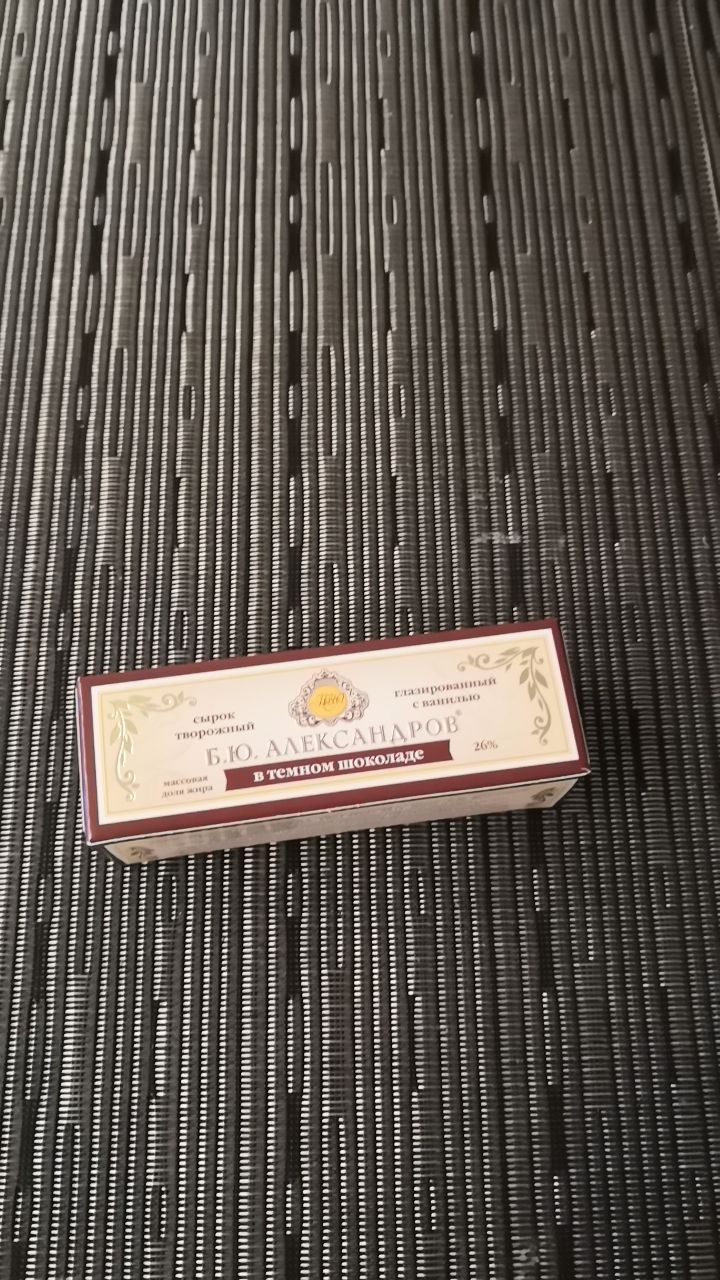 сырок
творожный
глазированный
с ванилью
Б.Ю. АЛЕКСАНДРОВ®
в темном шоколаде
массовая
доля жира
26%